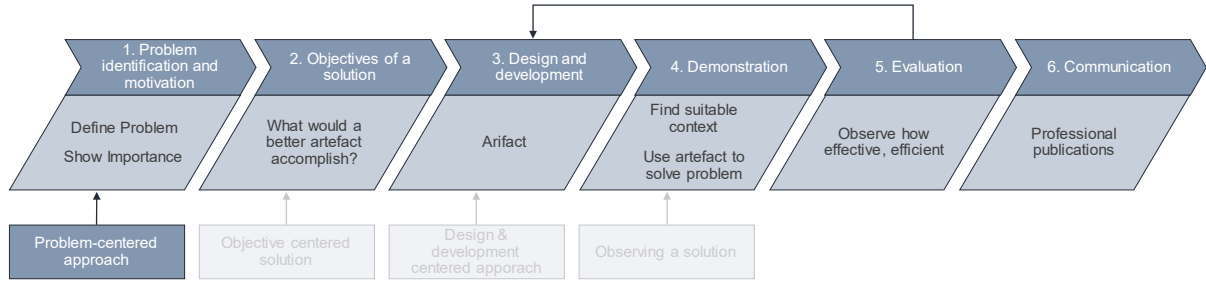 1. Problem
identification and
motivation
2. Objectives of a
solution
3. Design and
development
4. Demonstration
5. Evaluation
6. Communication
Define Problem
Show Importance
What would a
better artefact
accomplish?
Arifact
Find suitable
context
Use artefact to
solve problem
Observe how
effective, efficient
Professional
publications
Problem-centered
approach
Objective centered
solution
Design &
development
centered apporach
Observing a solution